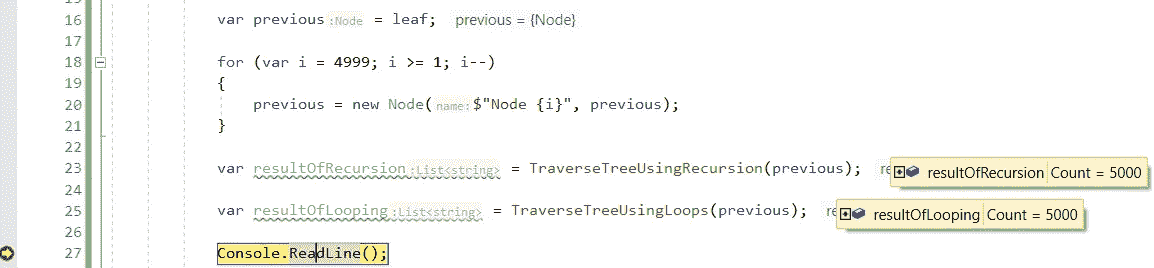 16 var previous :Node = leaf; previous = {Node}
17
18 for (var i = 4999; i >= 1; i--)
19 {
20 previous = new Node( name: $"Node {i}", previous);
21 }
22
23 var resultOfRecursion :List<string> = TraverseTreeUsingRecursion(previous); re resultOfRecursion Count = 5000
24
25 var resultOfLooping :List<string> = TraverseTreeUsingLoops(previous); re resultOfLooping Count = 5000
26
27 Console.ReadLine();